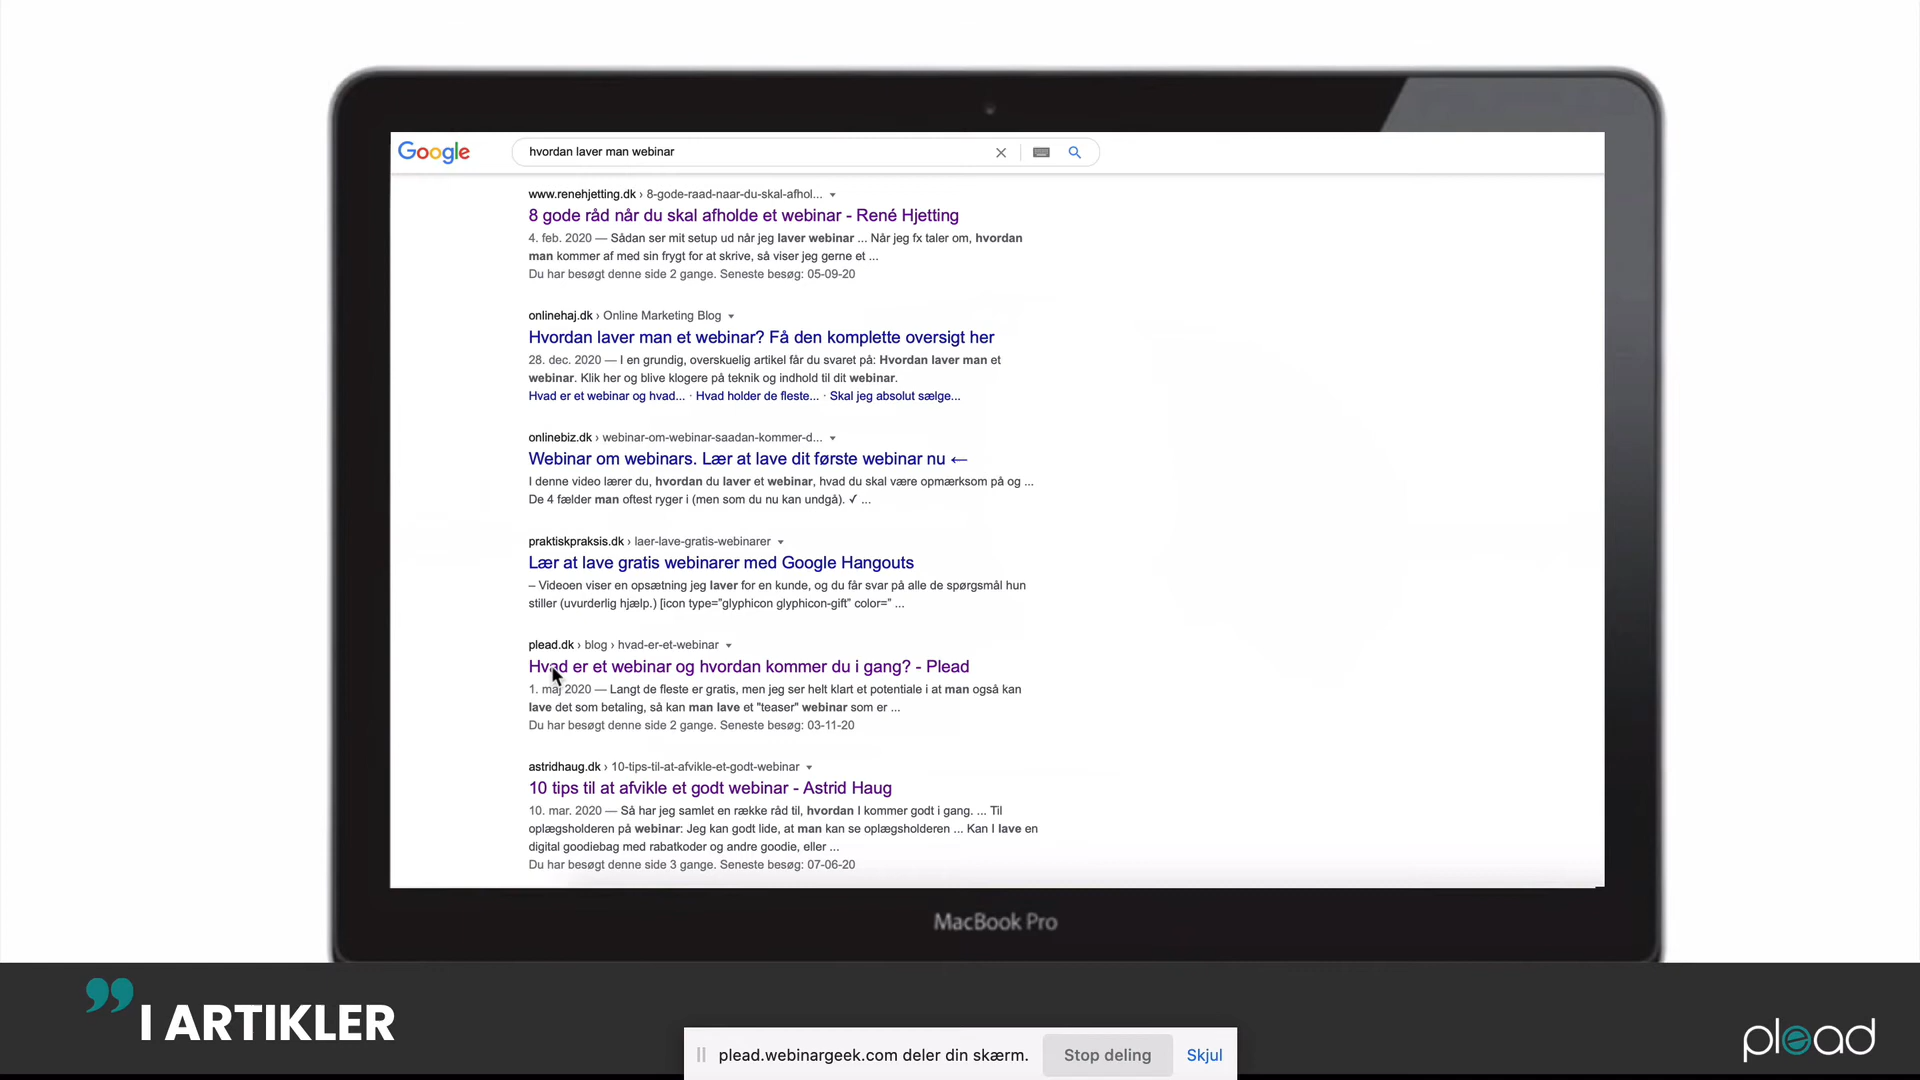 Google
hvordan laver man webinar
www.renehjetting.dk › 8-gode-raad-naar-du-skal-afhol...
8 gode råd når du skal afholde et webinar - René Hjetting
4. feb. 2020 — Sådan ser mit setup ud når jeg laver webinar ... Når jeg fx taler om, hvordan
man kommer af med sin frygt for at skrive, så viser jeg gerne et ...
Du har besøgt denne side 2 gange. Seneste besøg: 05-09-20
onlinehaj.dk › Online Marketing Blog
Hvordan laver man et webinar? Få den komplette oversigt her
28. dec. 2020 — I en grundig, overskuelig artikel får du svaret på: Hvordan laver man et
webinar. Klik her og blive klogere på teknik og indhold til dit webinar.
Hvad er et webinar og hvad... · Hvad holder de fleste... · Skal jeg absolut sælge...
onlinebiz.dk › webinar-om-webinar-saadan-kommer-d...
Webinar om webinars. Lær at lave dit første webinar nu ←
I denne video lærer du, hvordan du laver et webinar, hvad du skal være opmærksom på og ...
De 4 fælder man oftest ryger i (men som du nu kan undgå). ✓ ...
praktiskpraksis.dk › laer-lave-gratis-webinarer
Lær at lave gratis webinarer med Google Hangouts
– Videoen viser en opsætning jeg laver for en kunde, og du får svar på alle de spørgsmål hun
stiller (uvurderlig hjælp.) [icon type="glyphicon glyphicon-gift" color=" ...
plead.dk › blog › hvad-er-et-webinar
Hvad er et webinar og hvordan kommer du i gang? - Plead
1. maj 2020 — Langt de fleste er gratis, men jeg ser helt klart et potentiale i at man også kan
lave det som betaling, så kan man lave et "teaser" webinar som er ...
Du har besøgt denne side 2 gange. Seneste besøg: 03-11-20
astridhaug.dk › 10-tips-til-at-afvikle-et-godt-webinar
10 tips til at afvikle et godt webinar - Astrid Haug
10. mar. 2020 — Så har jeg samlet en række råd til, hvordan I kommer godt i gang. ... Til
oplægsholderen på webinar: Jeg kan godt lide, at man kan se oplægsholderen ... Kan I lave en
digital goodiebag med rabatkoder og andre goodie, eller ...
Du har besøgt denne side 3 gange. Seneste besøg: 07-06-20
MacBook Pro
” I ARTIKLER
plead.webinargeek.com deler din skærm.
Stop deling
Skjul
plead